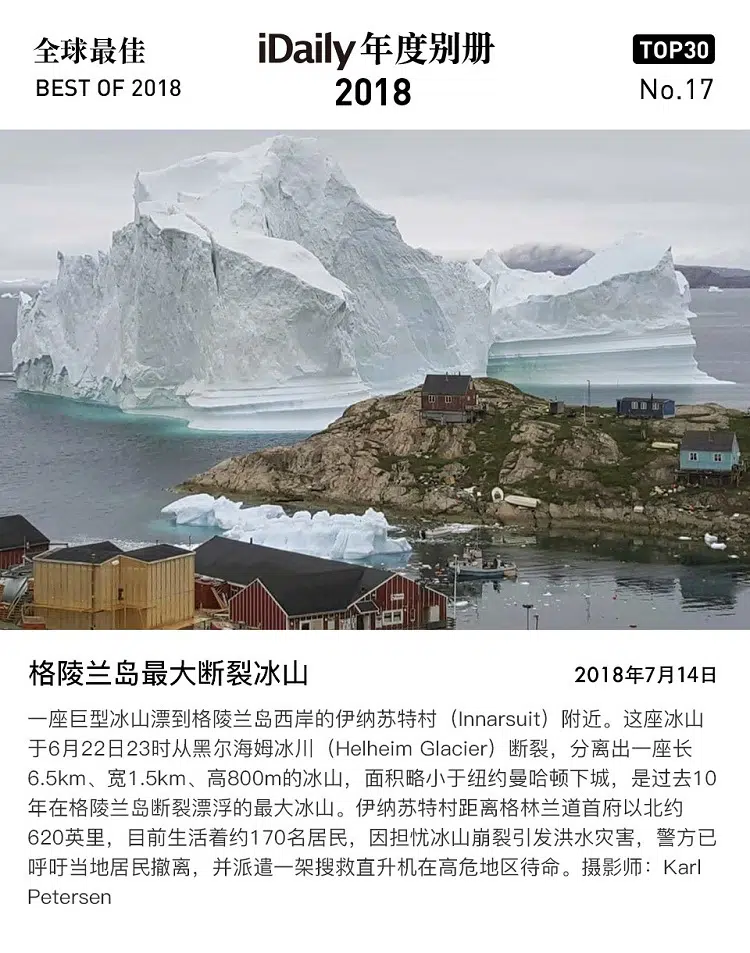 全球最佳
BEST OF 2018
iDaily 年度别册
2018
TOP30
No.17
格陵兰岛最大断裂冰山
2018年7月14日
一座巨型冰山漂到格陵兰岛西岸的伊纳苏特村（Innarsuit）附近。这座冰山
于6月22日23时从黑尔海姆冰川（Helheim Glacier）断裂，分离出一座长
6.5km、宽1.5km、高800m的冰山，面积略小于纽约曼哈顿下城，是过去10
年在格陵兰岛断裂漂浮的最大冰山。伊纳苏特村距离格林兰道首府以北约
620英里，目前生活着约170名居民，因担忧冰山崩裂引发洪水灾害，警方已
呼吁当地居民撤离，并派遣一架搜救直升机在高危地区待命。摄影师：Karl
Petersen